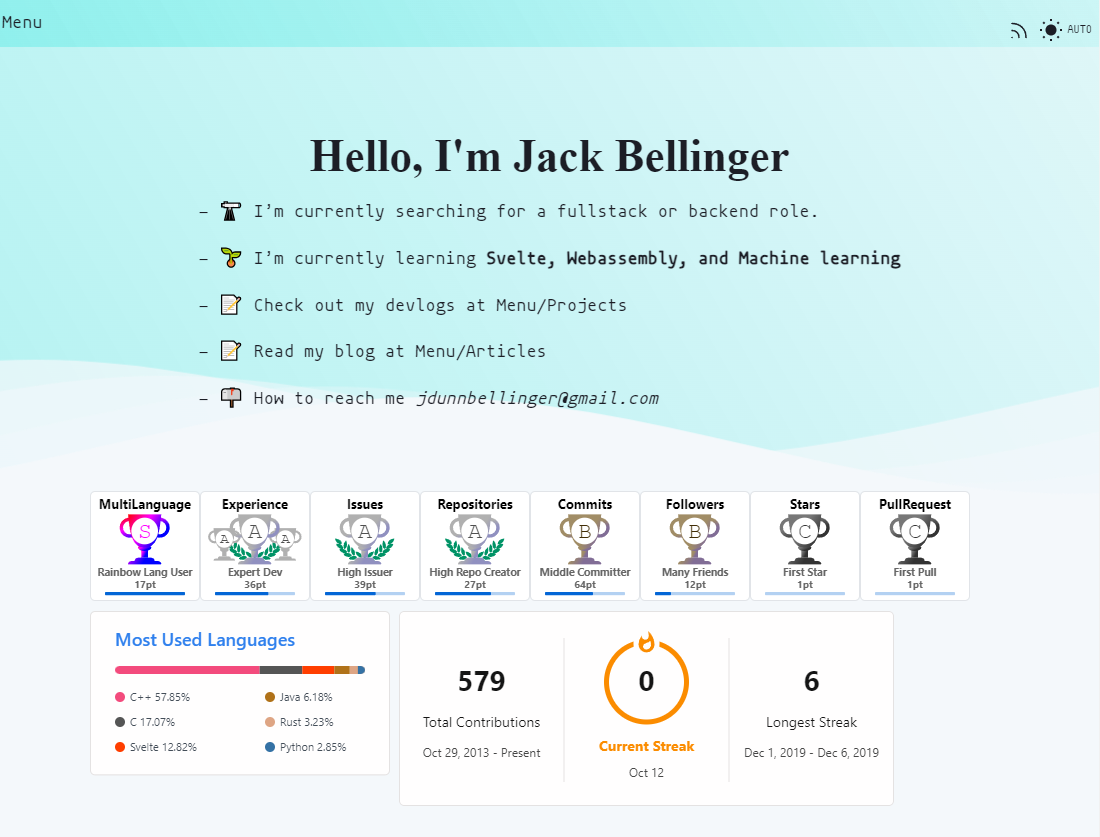 Menu
AUTO
Hello, I'm Jack Bellinger
– I’m currently searching for a fullstack or backend role.
– I’m currently learning Svelte, Webassembly, and Machine learning
– Check out my devlogs at Menu/Projects
– Read my blog at Menu/Articles
– How to reach me jdunnbellinger@gmail.com
MultiLanguage
S
Rainbow Lang User
17pt
Experience
A A A
Expert Dev
36pt
Issues
A
High Issuer
39pt
Repositories
A
High Repo Creator
27pt
Commits
B
Middle Committer
64pt
Followers
B
Many Friends
12pt
Stars
C
First Star
1pt
PullRequest
C
First Pull
1pt
Most Used Languages
C++ 57.85%
C 17.07%
Svelte 12.82%
Java 6.18%
Rust 3.23%
Python 2.85%
579
Total Contributions
Oct 29, 2013 - Present
0
Current Streak
Oct 12
6
Longest Streak
Dec 1, 2019 - Dec 6, 2019